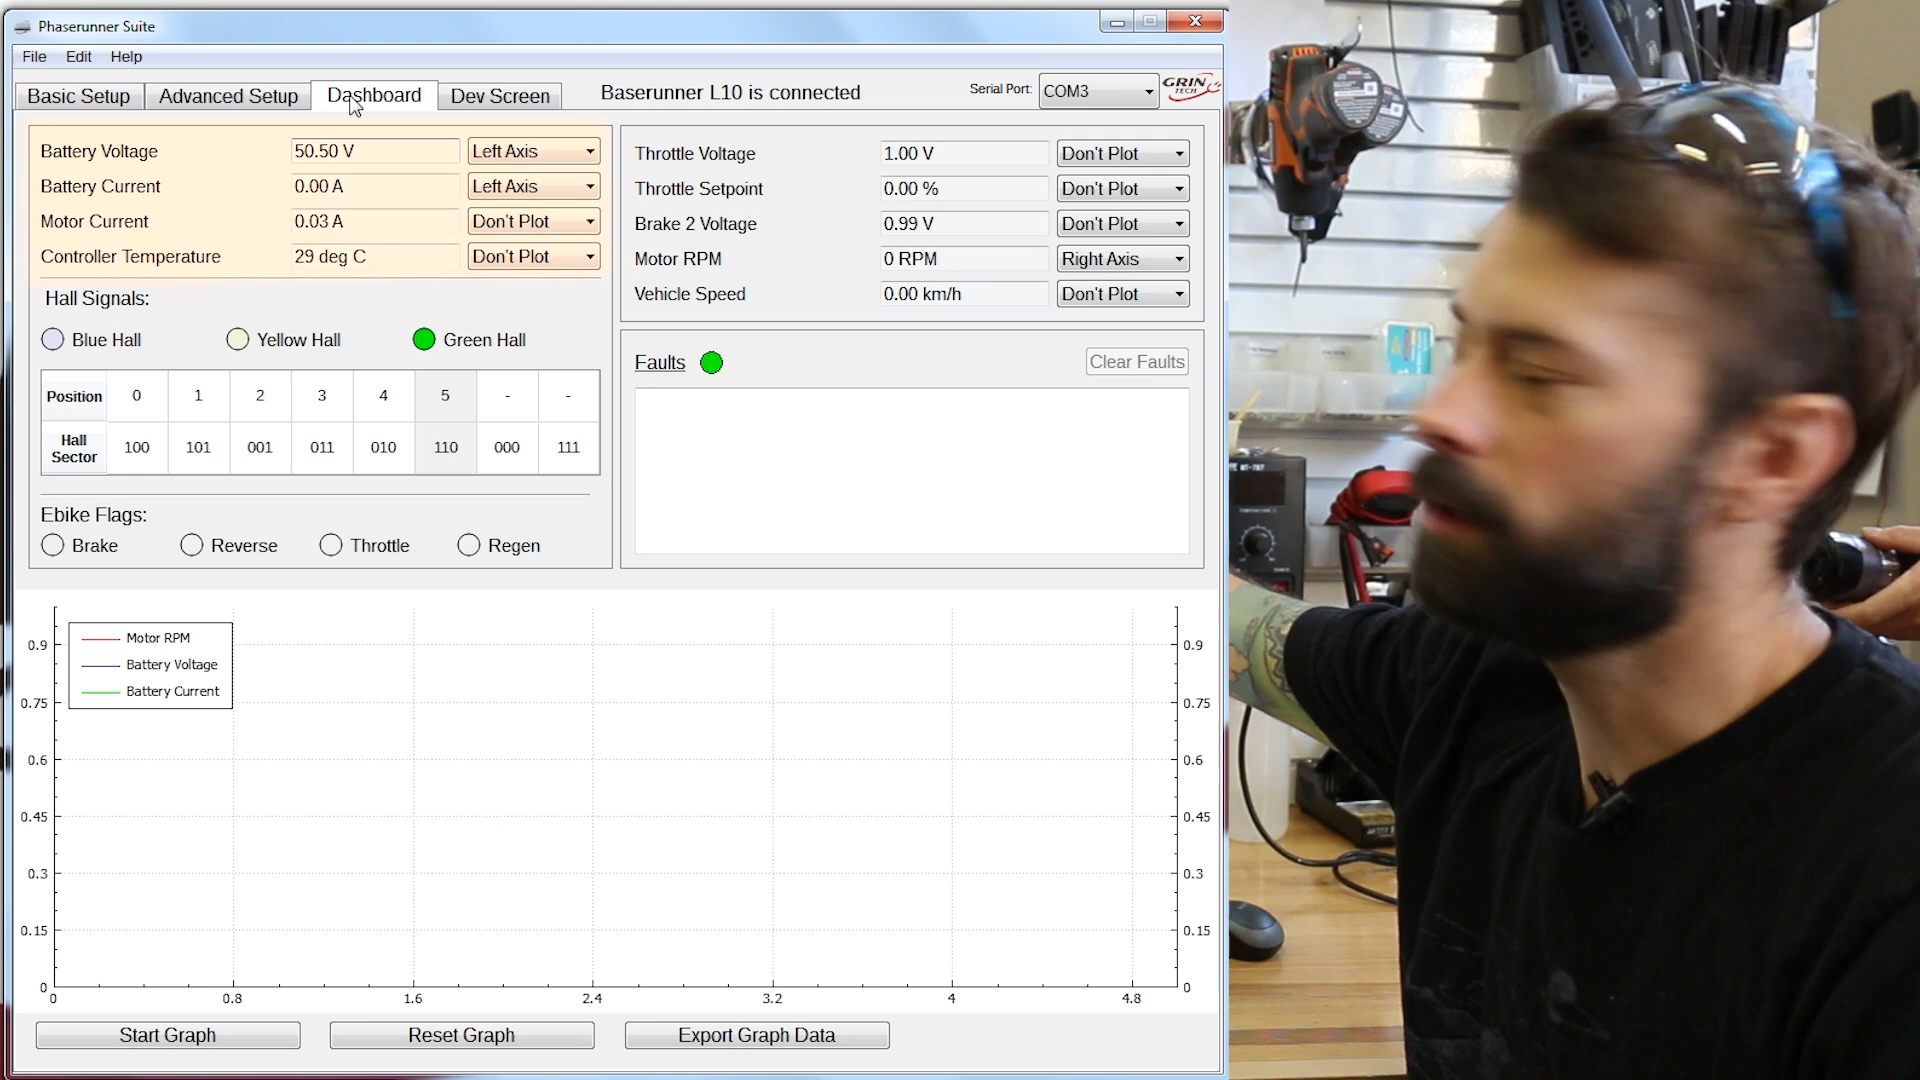 Phaserunner Suite
File Edit Help
Basic Setup Advanced Setup Dashboard Dev Screen Baserunner L10 is connected Serial Port: COM3 GRIN TECH
Battery Voltage 50.50 V Left Axis
Battery Current 0.00 A Left Axis
Motor Current 0.03 A Don't Plot
Controller Temperature 29 deg C Don't Plot
Hall Signals:
Blue Hall Yellow Hall Green Hall
Position 0 1 2 3 4 5 - -
Hall Sector 100 101 001 011 010 110 000 111
Ebike Flags:
Brake Reverse Throttle Regen
Throttle Voltage 1.00 V Don't Plot
Throttle Setpoint 0.00 % Don't Plot
Brake 2 Voltage 0.99 V Don't Plot
Motor RPM 0 RPM Right Axis
Vehicle Speed 0.00 km/h Don't Plot
Faults Clear Faults
Motor RPM
Battery Voltage
Battery Current
0.9 0.9
0.75 0.75
0.6 0.6
0.45 0.45
0.3 0.3
0.15 0.15
0 0
0 0.8 1.6 2.4 3.2 4 4.8
Start Graph Reset Graph Export Graph Data